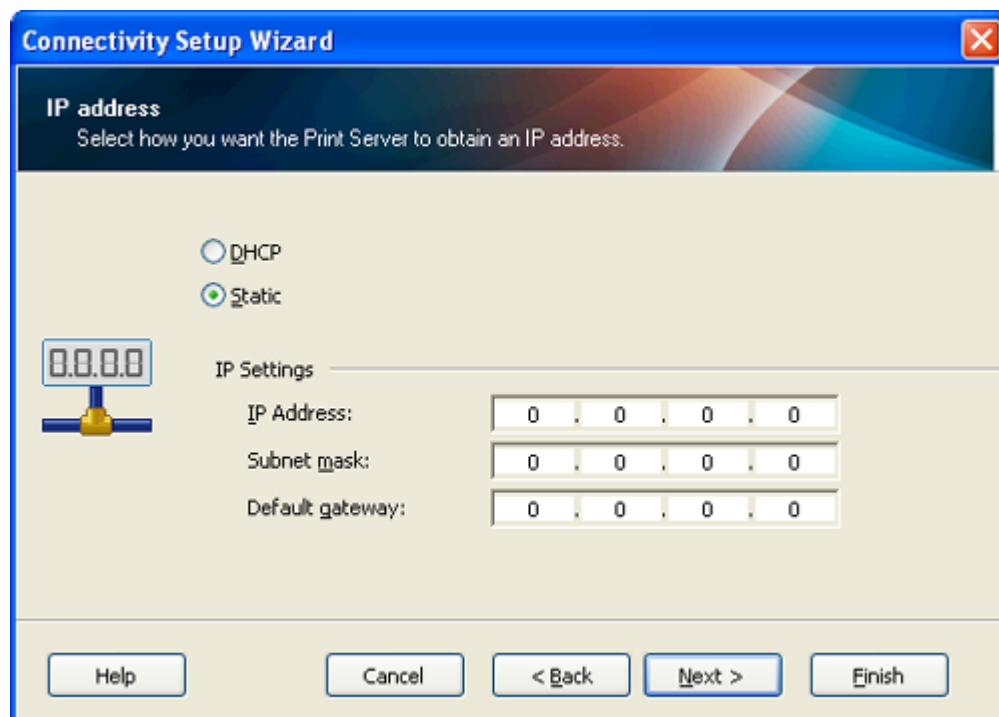 Connectivity Setup Wizard
IP address
Select how you want the Print Server to obtain an IP address.
DHCP
Static
0.0.0.0
IP Settings
IP Address: 0 . 0 . 0 . 0
Subnet mask: 0 . 0 . 0 . 0
Default gateway: 0 . 0 . 0 . 0
Help Cancel < Back Next > Finish